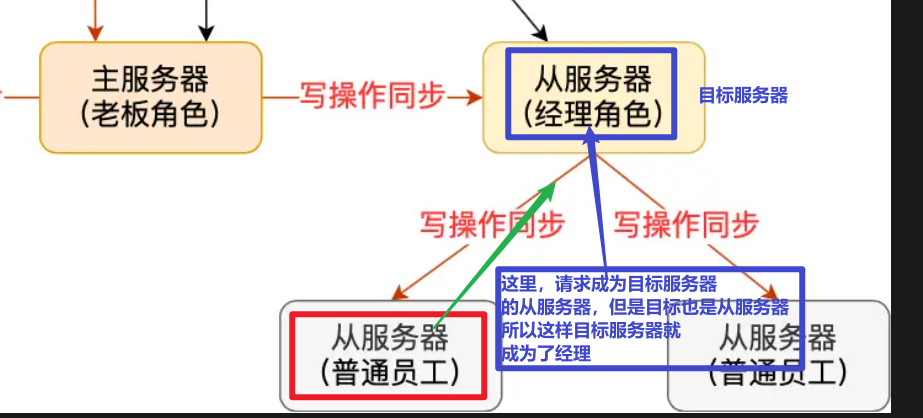 主服务器
（老板角色）
写操作同步
从服务器
（经理角色）
目标服务器
写操作同步
写操作同步
这里，请求成为目标服务器
的从服务器，但是目标也是从服务器
所以这样目标服务器就
成为了经理
从服务器
（普通员工）
从服务器
（普通员工）